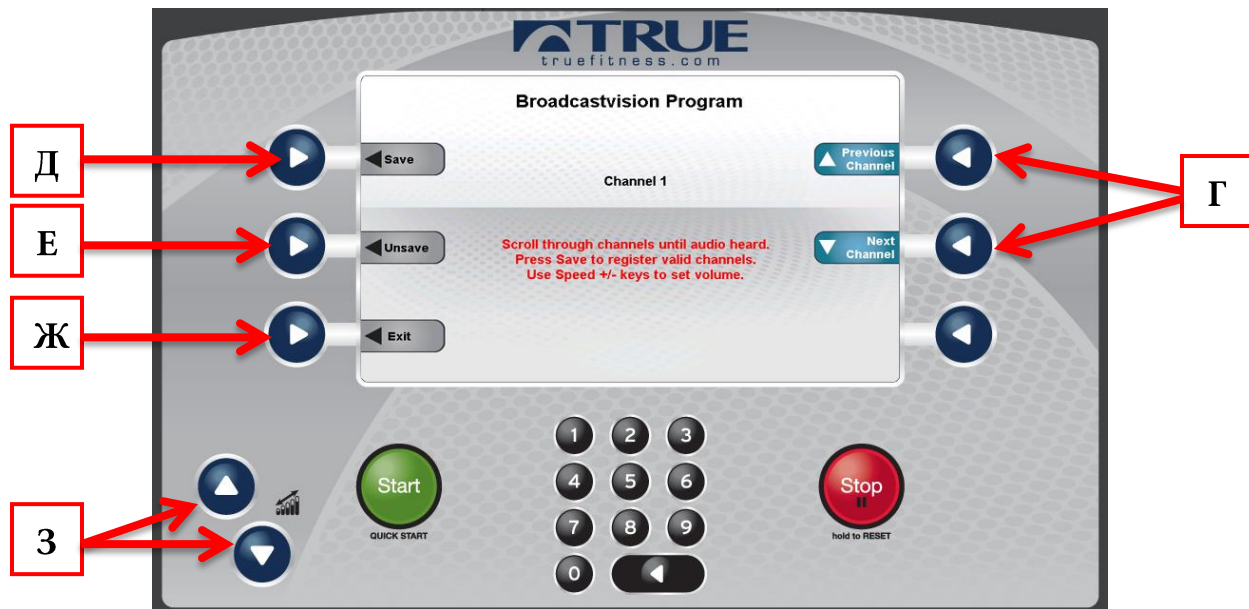 TRUE
truefitness.com
Broadcastvision Program
Д
Save
Previous
Channel
Channel 1
Г
Е
Unsave
Scroll through channels until audio heard.
Press Save to register valid channels.
Use Speed +/- keys to set volume.
Next
Channel
Ж
Exit
1 2 3
4 5 6
7 8 9
0
Start
QUICK START
Stop
hold to RESET
З